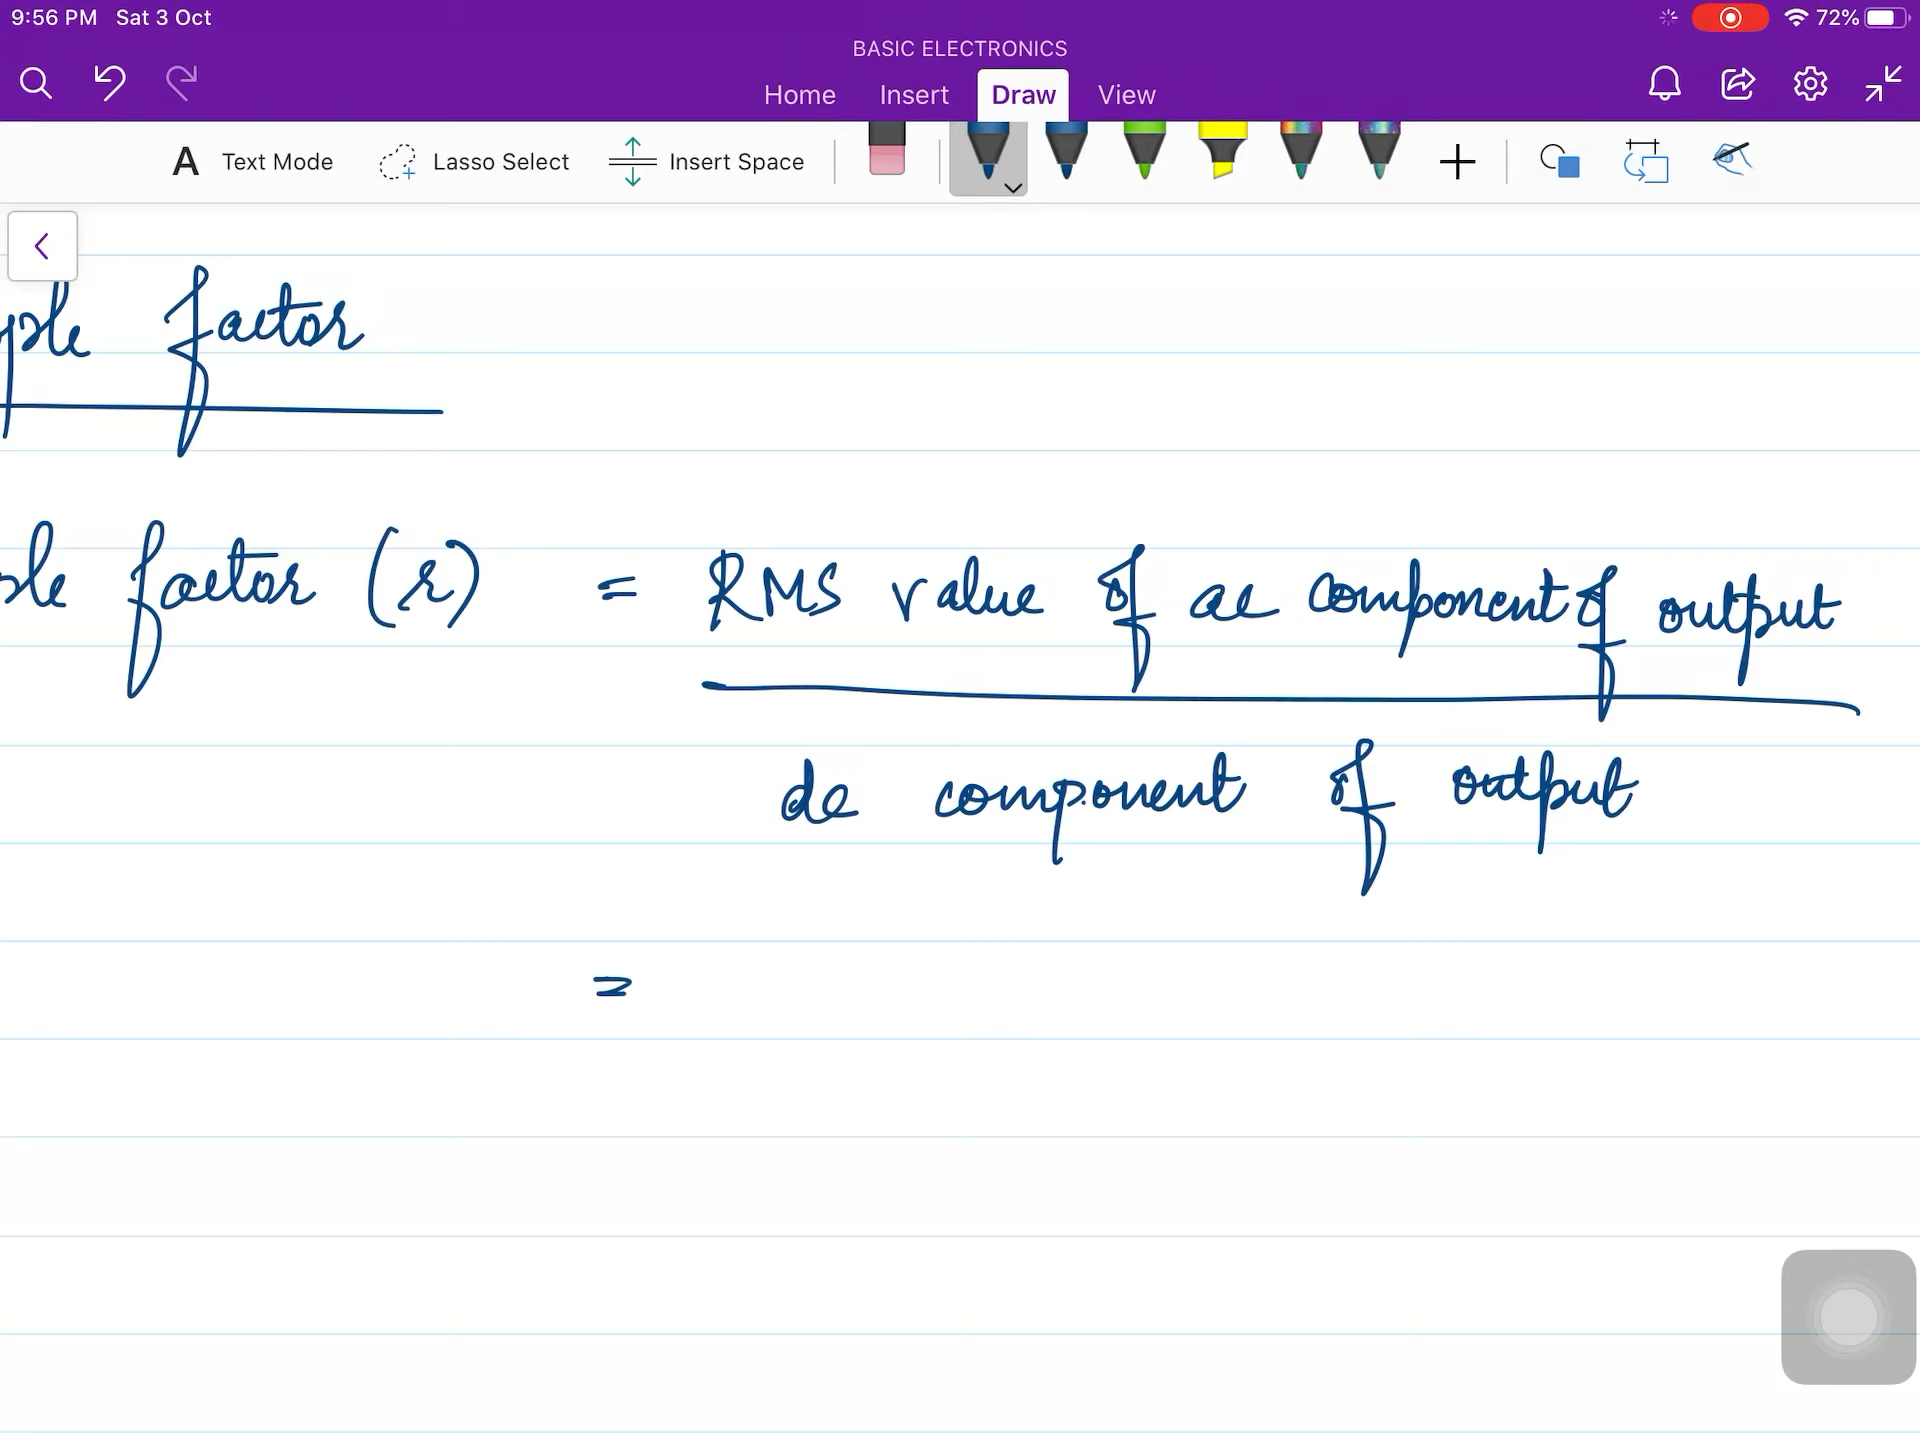 9:56 PM Sat 3 Oct 72%
BASIC ELECTRONICS
Home Insert Draw View
A Text Mode Lasso Select Insert Space
ple factor
ple factor (r) = RMS value of ac component of output
dc component of output
=